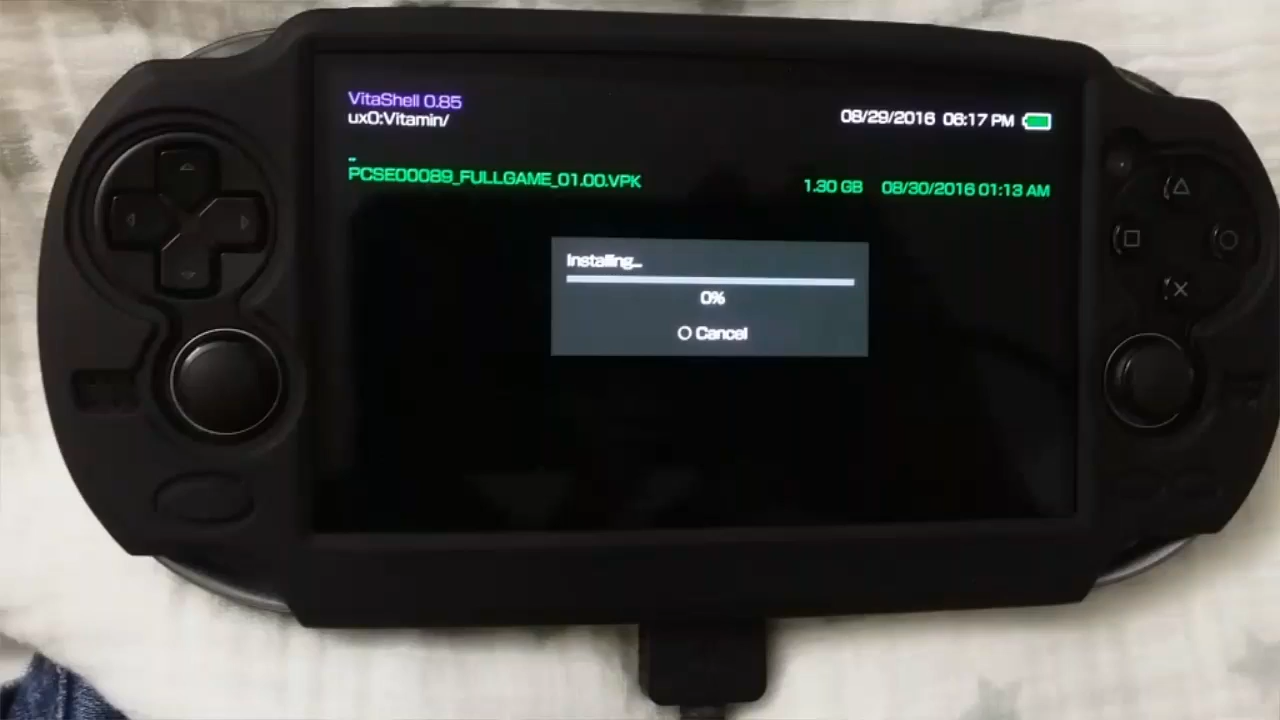 VitaShell 0.85
ux0:Vitamin/
08/29/2016 06:17 PM
..
PCSE00089_FULLGAME_01.00.VPK 1.30 GB 08/30/2016 01:13 AM
Installing...
0%
Cancel